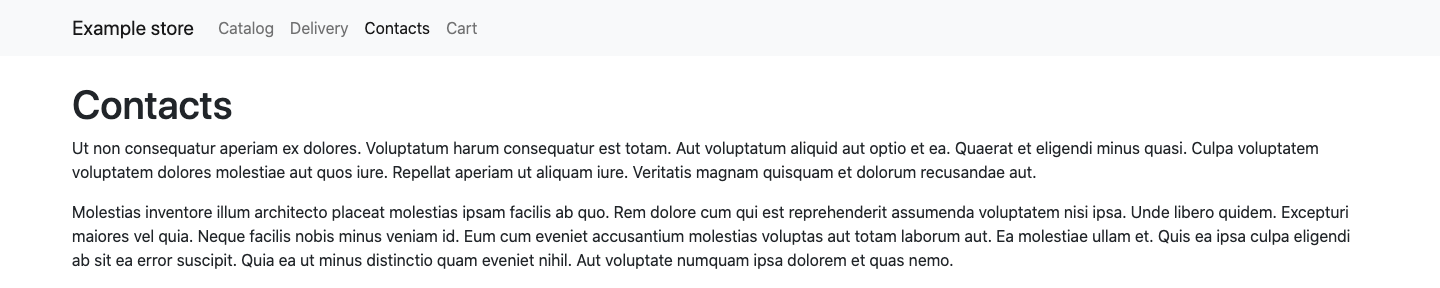 Example store Catalog Delivery Contacts Cart
Contacts
Ut non consequatur aperiam ex dolores. Voluptatum harum consequatur est totam. Aut voluptatum aliquid aut optio et ea. Quaerat et eligendi minus quasi. Culpa voluptatem
voluptatem dolores molestiae aut quos iure. Repellat aperiam ut aliquam iure. Veritatis magnam quisquam et dolorum recusandae aut.
Molestias inventore illum architecto placeat molestias ipsam facilis ab quo. Rem dolore cum qui est reprehenderit assumenda voluptatem nisi ipsa. Unde libero quidem. Excepturi
maiores vel quia. Neque facilis nobis minus veniam id. Eum cum eveniet accusantium molestias voluptas aut totam laborum aut. Ea molestiae ullam et. Quis ea ipsa culpa eligendi
ab sit ea error suscipit. Quia ea ut minus distinctio quam eveniet nihil. Aut voluptate numquam ipsa dolorem et quas nemo.